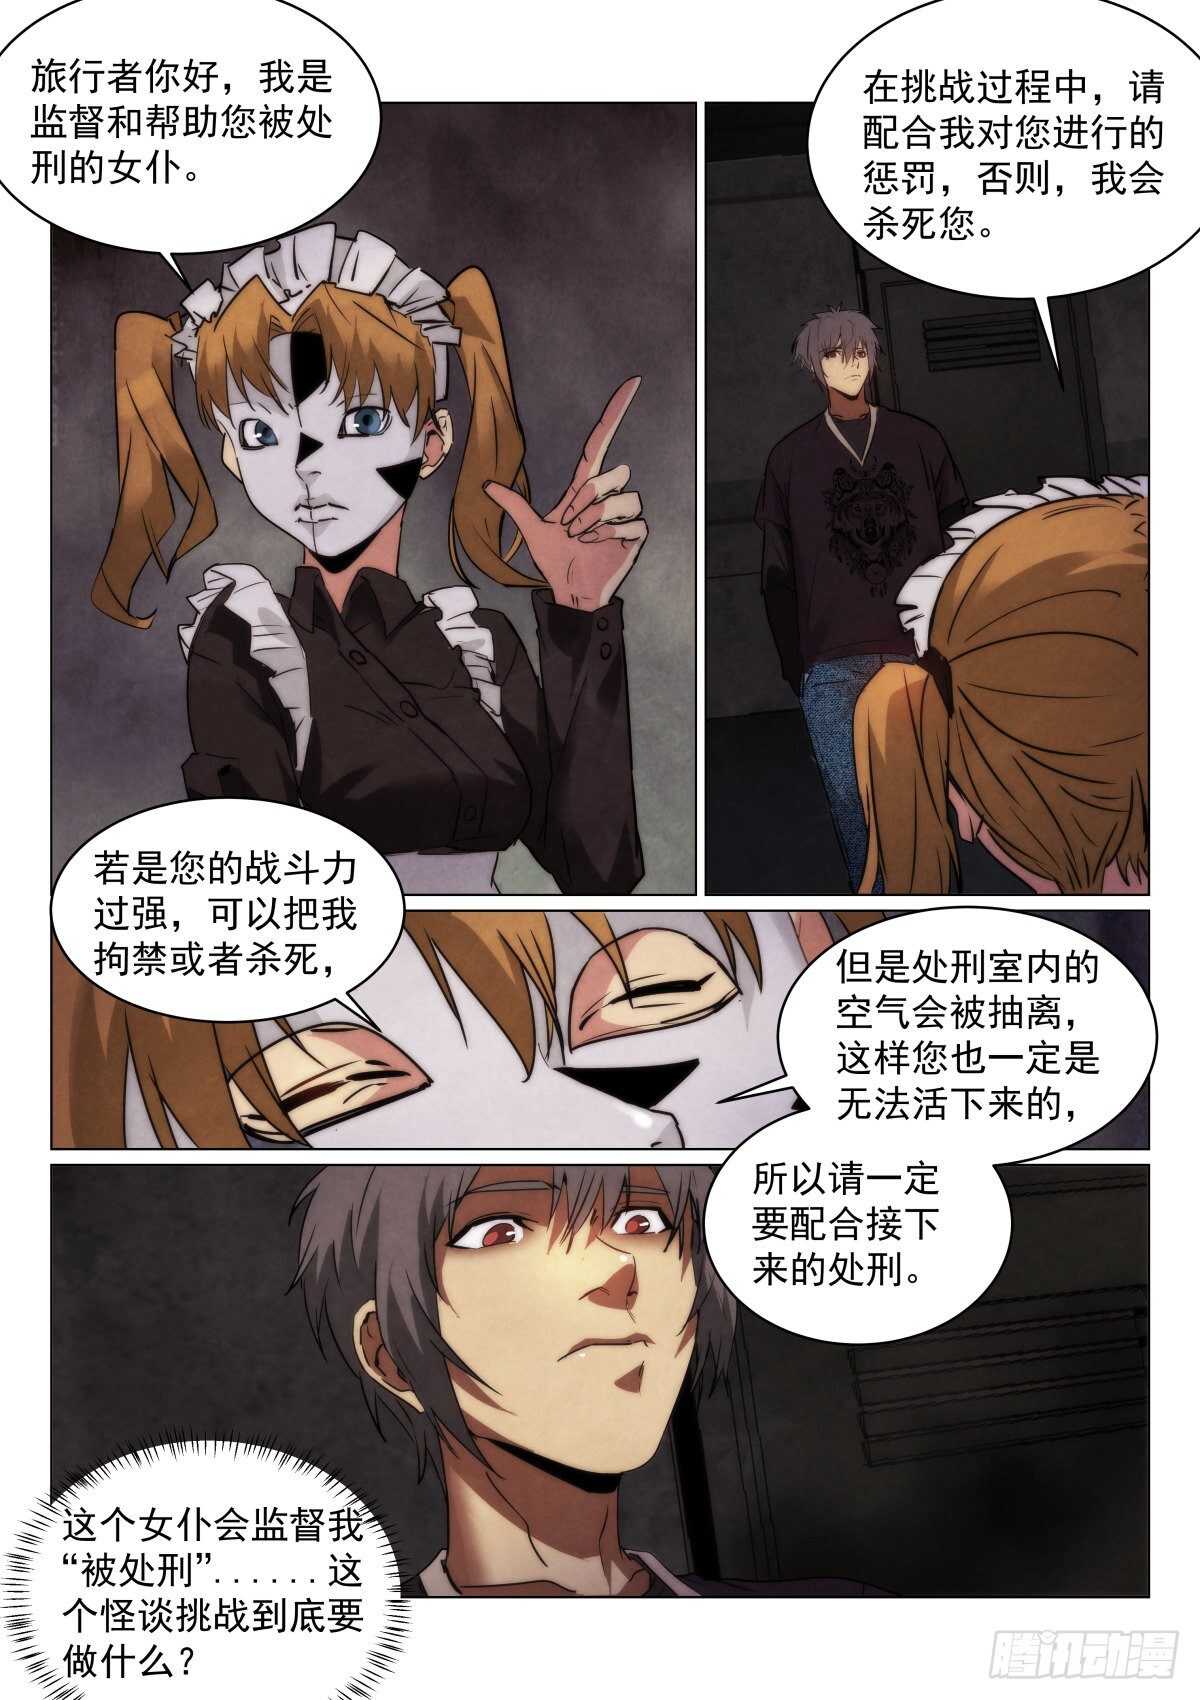 旅行者你好，我是
监督和帮助您被处
刑的女仆。
在挑战过程中，请
配合我对您进行的
惩罚，否则，我会
杀死您。
若是您的战斗力
过强，可以把我
拘禁或者杀死，
但是处刑室内的
空气会被抽离，
这样您也一定是
无法活下来的，
所以请一定
要配合接下
来的处刑。
这个女仆会监督我
“被处刑”......这
个怪谈挑战到底要
做什么？
腾讯动漫